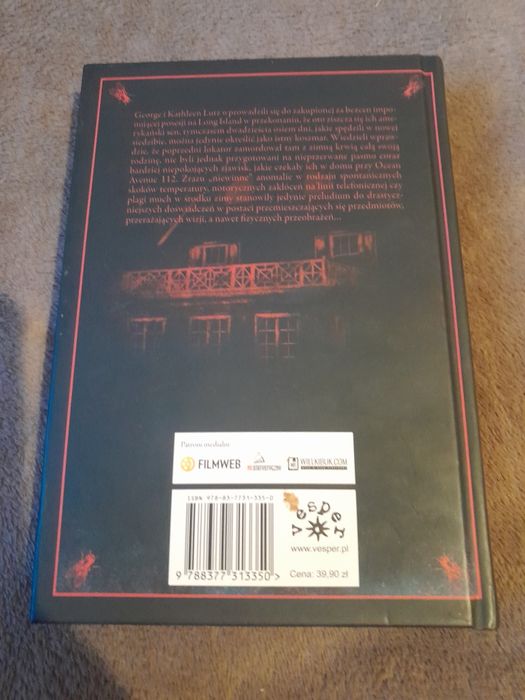 George i Kathleen Lutz wprowadzili się do zakupionej za bezcen impo-
nującej posesji na Long Island w przekonaniu, że oto ziszcza się ich ame-
rykański sen, tymczasem dwadzieścia osiem dni, jakie spędzili w nowej
siedzibie, można jedynie określić jako istny koszmar. Wiedzieli wpraw-
dzie, że poprzedni lokator zamordował tam z zimną krwią całą swoją
rodzinę, nie byli jednak przygotowani na nieprzerwane pasmo coraz
bardziej niepokojących zjawisk, jakie czekały ich w domu przy Ocean
Avenue 112. Zrazu „niewinne” anomalie w rodzaju spontanicznych
skoków temperatury, notorycznych zakłóceń na linii telefonicznej czy
plagi much w środku zimy stanowiły jedynie preludium do drastycz-
niejszych doświadczeń w postaci przemieszczających się przedmiotów,
przerażających wizji, a nawet fizycznych przeobrażeń...
Patroni medialni
FILMWEB
WIELKIBUK.COM
ISBN 978-83-7731-335-0
9 788377 313350 >
vesper
www.vesper.pl
Cena: 39,90 zł